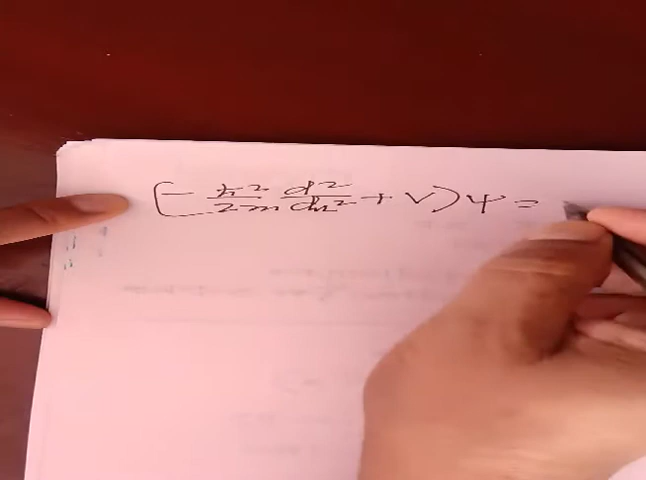 (-ℏ²/2m d²/dx² + V)ψ =